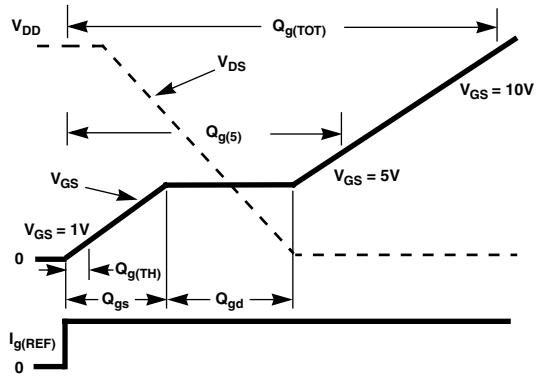 V_DD
Q_g(TOT)
V_DS
V_GS = 10V
Q_g(5)
V_GS
V_GS = 5V
V_GS = 1V
0
Q_g(TH)
Q_gs
Q_gd
I_g(REF)
0